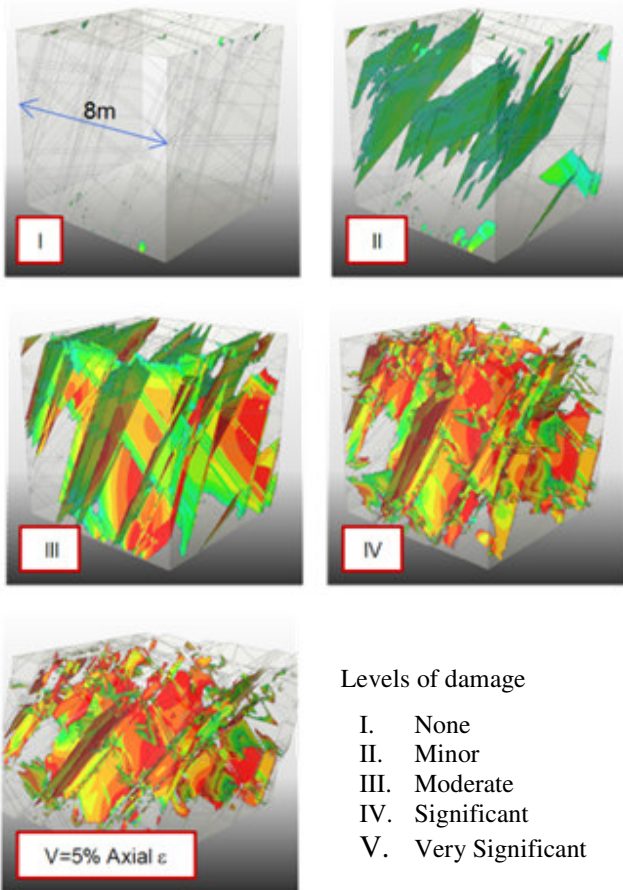 8m
I
II
III
IV
V=5% Axial ε
Levels of damage
I. None
II. Minor
III. Moderate
IV. Significant
V. Very Significant